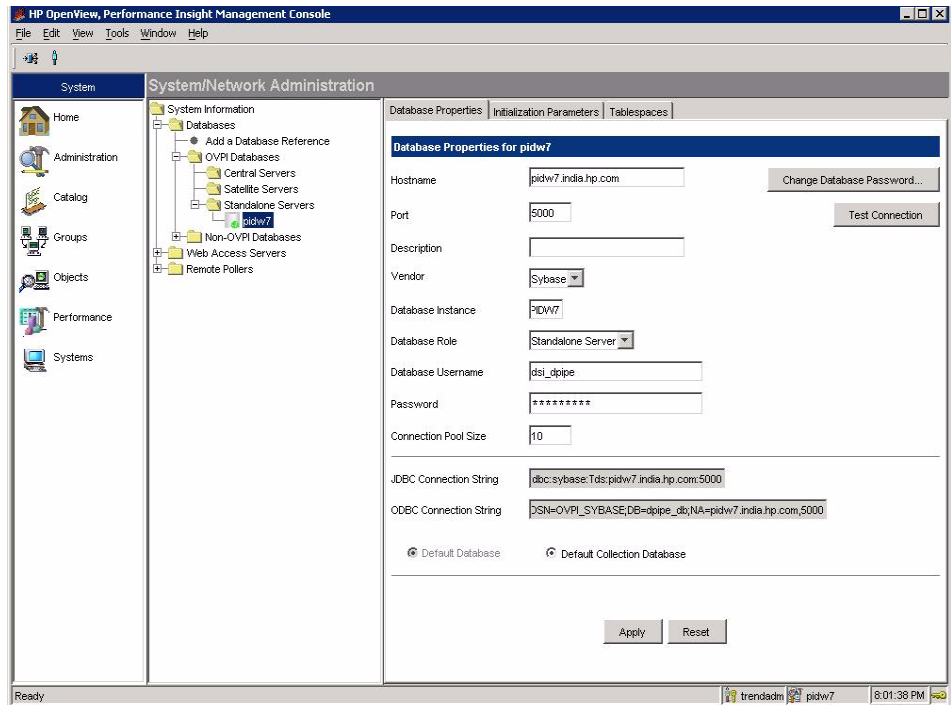 HP OpenView, Performance Insight Management Console
File Edit View Tools Window Help
System
System/Network Administration
Home
Administration
Catalog
Groups
Objects
Performance
Systems
System Information
Databases
Add a Database Reference
OVPI Databases
Central Servers
Satellite Servers
Standalone Servers
pidw7
Non-OVPI Databases
Web Access Servers
Remote Pollers
Database Properties Initialization Parameters Tablespaces
Database Properties for pidw7
Hostname pidw7.india.hp.com Change Database Password...
Port 5000 Test Connection
Description
Vendor Sybase
Database Instance PIDW7
Database Role Standalone Server
Database Username dsi_dpipe
Password *********
Connection Pool Size 10
JDBC Connection String dbc:sybase:Tds:pidw7.india.hp.com:5000
ODBC Connection String DSN=OVPI_SYBASE;DB=dpipe_db;NA=pidw7.india.hp.com,5000
Default Database Default Collection Database
Apply Reset
Ready trendadm pidw7 8:01:38 PM